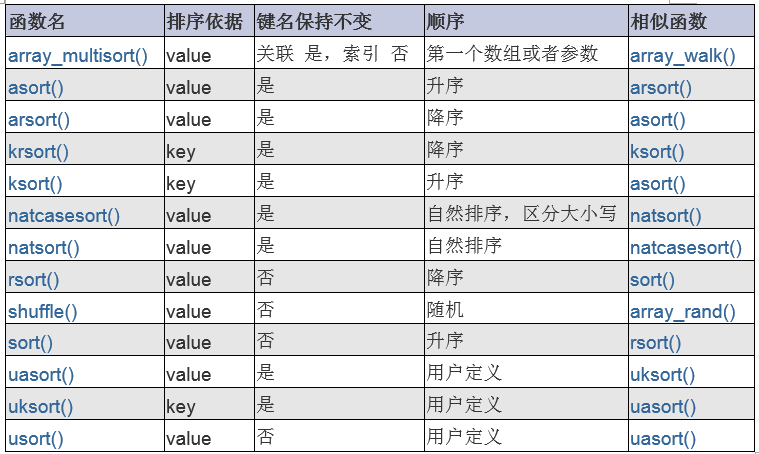 函数名 排序依据 键名保持不变 顺序 相似函数
array_multisort() value 关联 是，索引 否 第一个数组或者参数 array_walk()
asort() value 是 升序 arsort()
arsort() value 是 降序 asort()
krsort() key 是 降序 ksort()
ksort() key 是 升序 asort()
natcasesort() value 是 自然排序，区分大小写 natsort()
natsort() value 是 自然排序 natcasesort()
rsort() value 否 降序 sort()
shuffle() value 否 随机 array_rand()
sort() value 否 升序 rsort()
uasort() value 是 用户定义 uksort()
uksort() key 是 用户定义 uasort()
usort() value 否 用户定义 uasort()